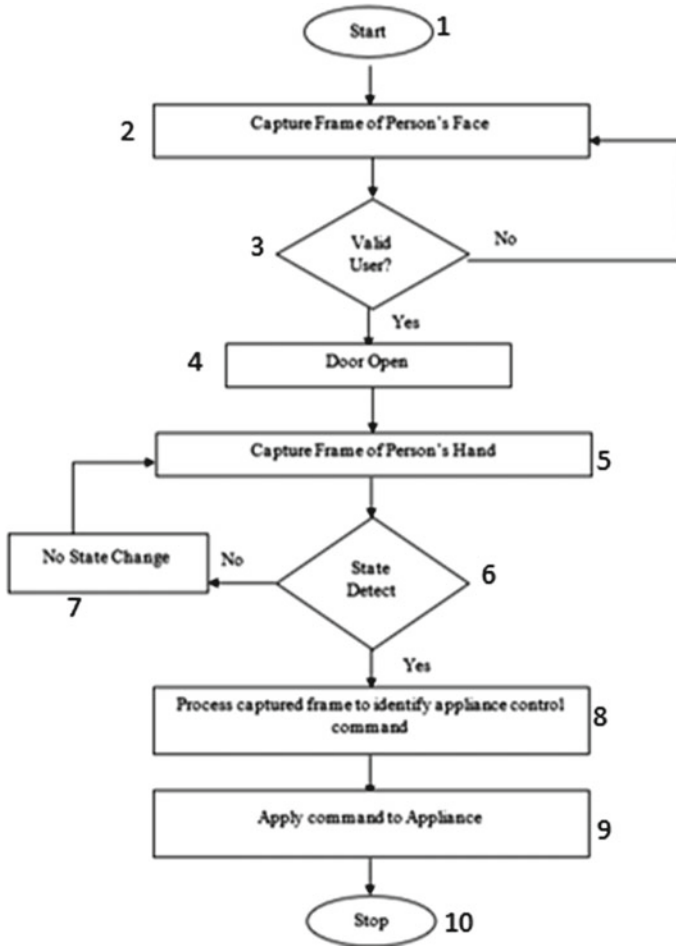 Start
1
2
Capture Frame of Person's Face
3
Valid
User?
No
Yes
4
Door Open
Capture Frame of Person's Hand
5
No State Change
No
State
Detect
6
7
Yes
Process captured frame to identify appliance control
command
8
Apply command to Appliance
9
Stop
10